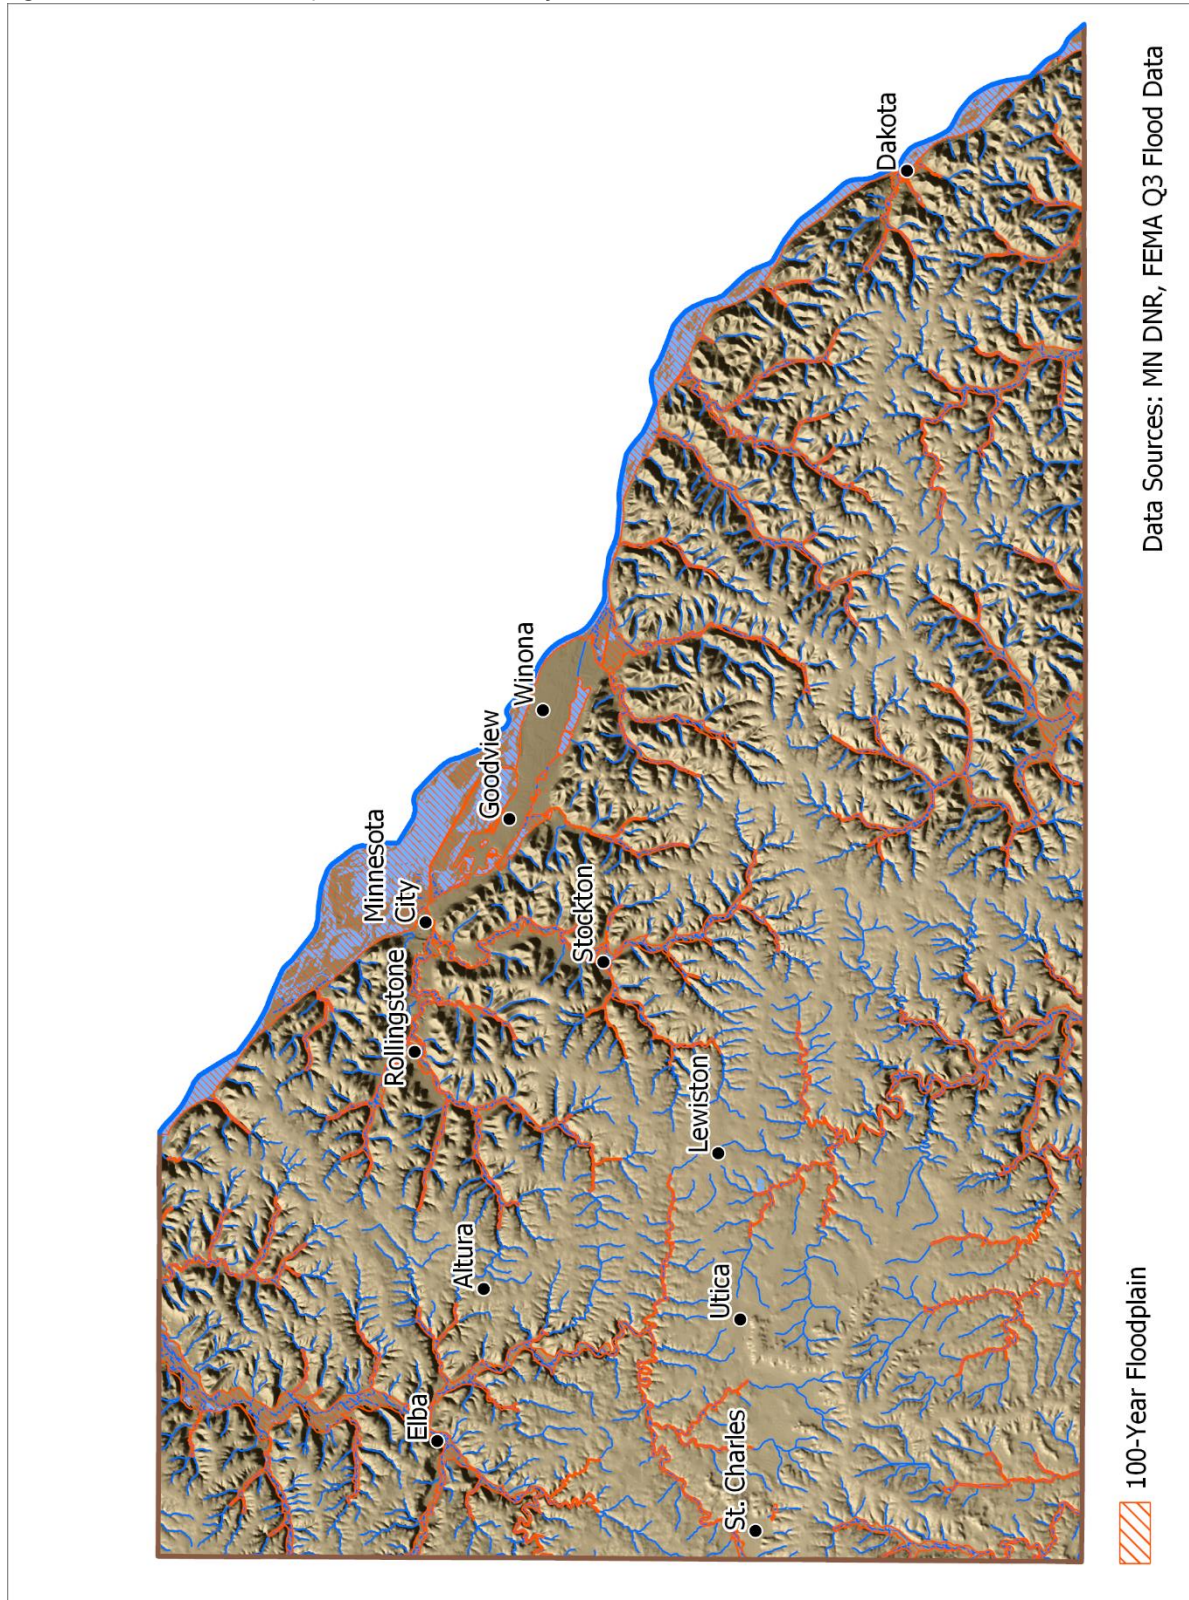 Dakota
Winona
Goodview
Minnesota
City
Stockton
Rollingstone
Lewiston
Altura
Utica
Elba
St. Charles
100-Year Floodplain
Data Sources: MN DNR, FEMA Q3 Flood Data